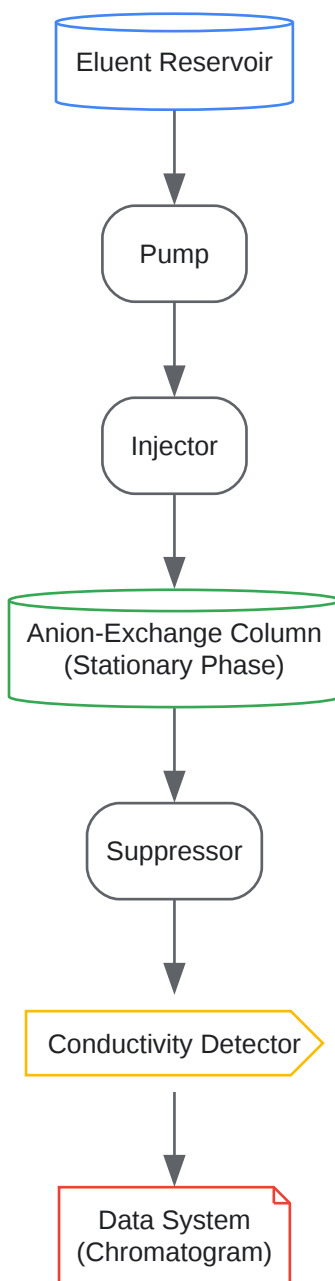 Eluent Reservoir
Pump
Injector
Anion-Exchange Column
(Stationary Phase)
Suppressor
Conductivity Detector
Data System
(Chromatogram)